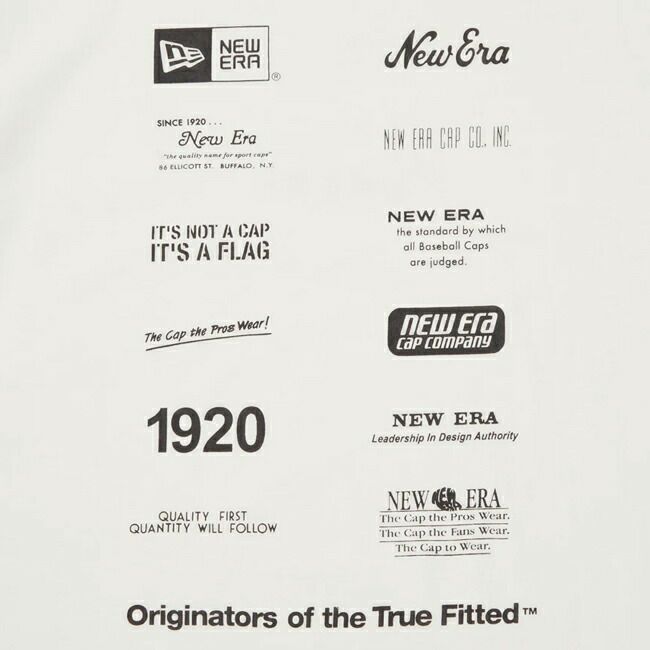 NEW
ERA
®
New Era
SINCE 1920 ...
New Era
"the quality name for sport caps"
86 ELLICOTT ST. BUFFALO, N.Y.
NEW ERA CAP CO., INC.
IT'S NOT A CAP
IT'S A FLAG
NEW ERA
the standard by which
all Baseball Caps
are judged.
The Cap the Pros Wear!
NEW ERA
CAP COMPANY
1920
NEW ERA
Leadership In Design Authority
QUALITY FIRST
QUANTITY WILL FOLLOW
NEW ERA
The Cap the Pros Wear.
The Cap the Fans Wear.
The Cap to Wear.
Originators of the True Fitted™